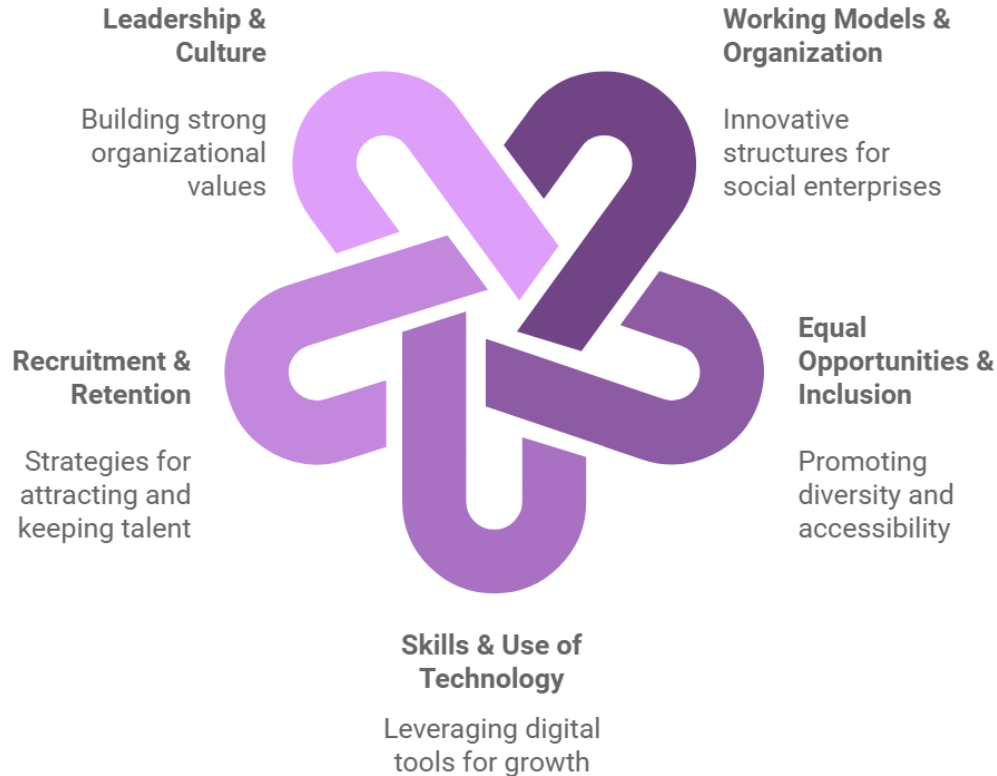 Leadership &
Culture
Building strong
organizational
values
Working Models &
Organization
Innovative
structures for
social enterprises
Recruitment &
Retention
Strategies for
attracting and
keeping talent
Equal
Opportunities &
Inclusion
Promoting
diversity and
accessibility
Skills & Use of
Technology
Leveraging digital
tools for growth